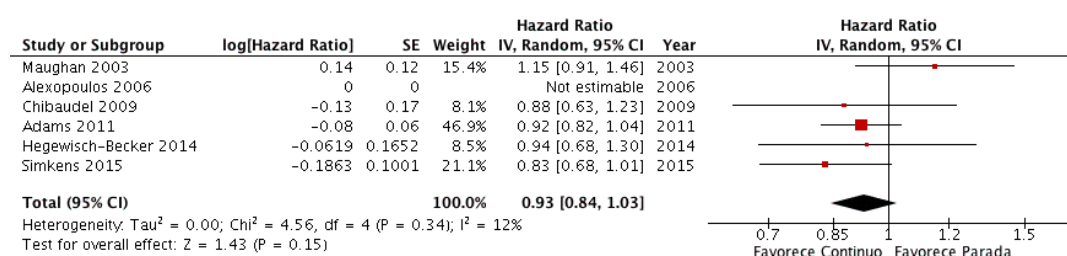 Hazard Ratio Hazard Ratio
Study or Subgroup log[Hazard Ratio] SE Weight IV, Random, 95% CI Year IV, Random, 95% CI
Maughan 2003 0.14 0.12 15.4% 1.15 [0.91, 1.46] 2003
Alexopoulos 2006 0 0 Not estimable 2006
Chibaudel 2009 −0.13 0.17 8.1% 0.88 [0.63, 1.23] 2009
Adams 2011 −0.08 0.06 46.9% 0.92 [0.82, 1.04] 2011
Hegewisch−Becker 2014 −0.0619 0.1652 8.5% 0.94 [0.68, 1.30] 2014
Simkens 2015 −0.1863 0.1001 21.1% 0.83 [0.68, 1.01] 2015
Total (95% CI) 100.0% 0.93 [0.84, 1.03]
Heterogeneity: Tau² = 0.00; Chi² = 4.56, df = 4 (P = 0.34); I² = 12%
Test for overall effect: Z = 1.43 (P = 0.15)
0.7 0.85 1 1.2 1.5
Favorece Continuo Favorece Parada